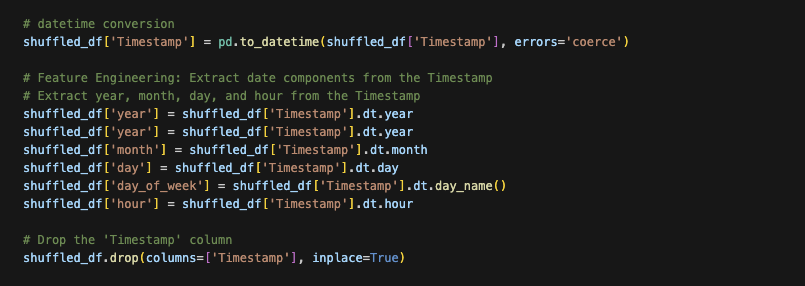 # datetime conversion
shuffled_df['Timestamp'] = pd.to_datetime(shuffled_df['Timestamp'], errors='coerce')
# Feature Engineering: Extract date components from the Timestamp
# Extract year, month, day, and hour from the Timestamp
shuffled_df['year'] = shuffled_df['Timestamp'].dt.year
shuffled_df['year'] = shuffled_df['Timestamp'].dt.year
shuffled_df['month'] = shuffled_df['Timestamp'].dt.month
shuffled_df['day'] = shuffled_df['Timestamp'].dt.day
shuffled_df['day_of_week'] = shuffled_df['Timestamp'].dt.day_name()
shuffled_df['hour'] = shuffled_df['Timestamp'].dt.hour
# Drop the 'Timestamp' column
shuffled_df.drop(columns=['Timestamp'], inplace=True)